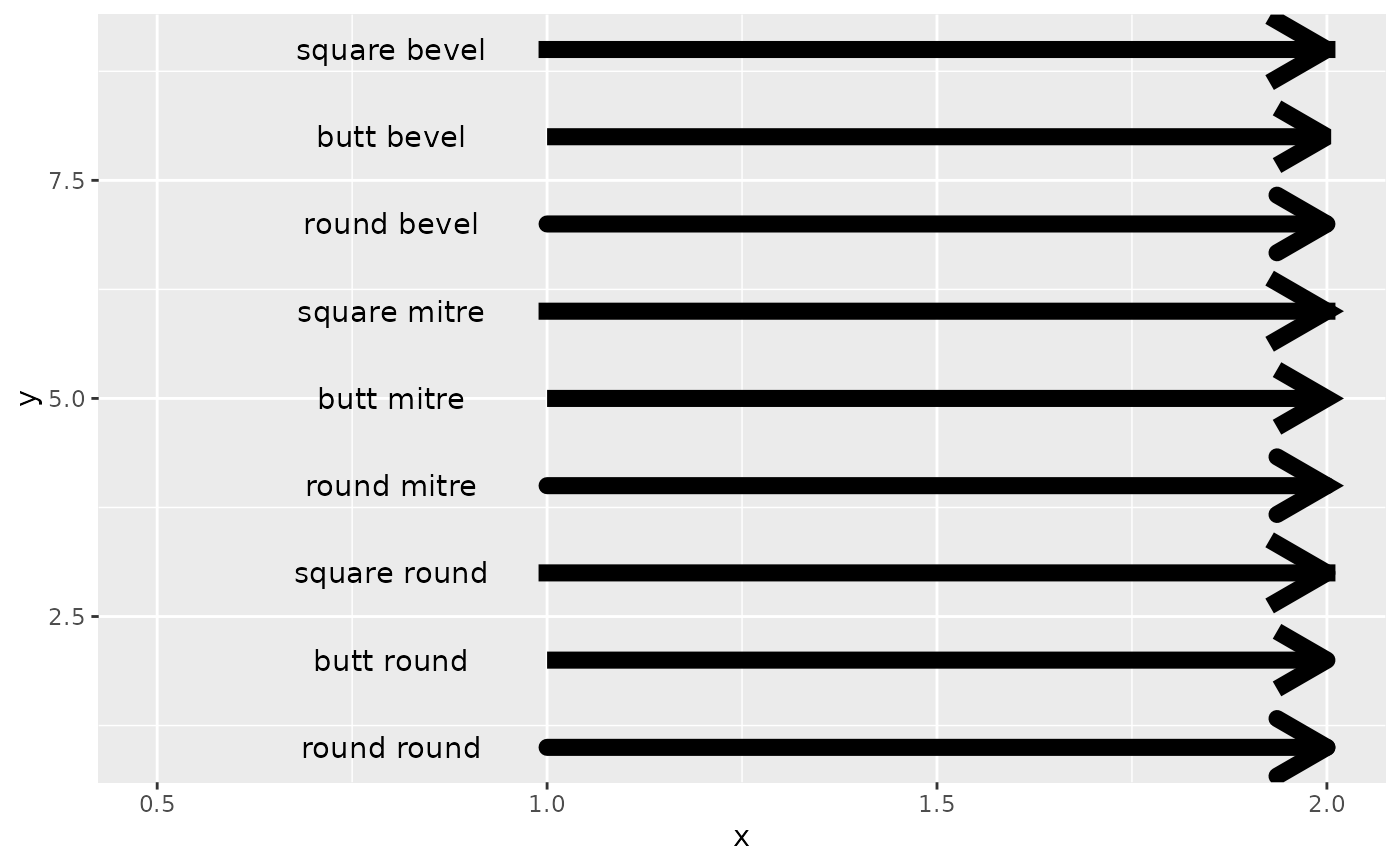 square bevel
butt bevel
7.5
round bevel
square mitre
y
5.0
butt mitre
round mitre
square round
2.5
butt round
round round
0.5
1.0
1.5
2.0
x